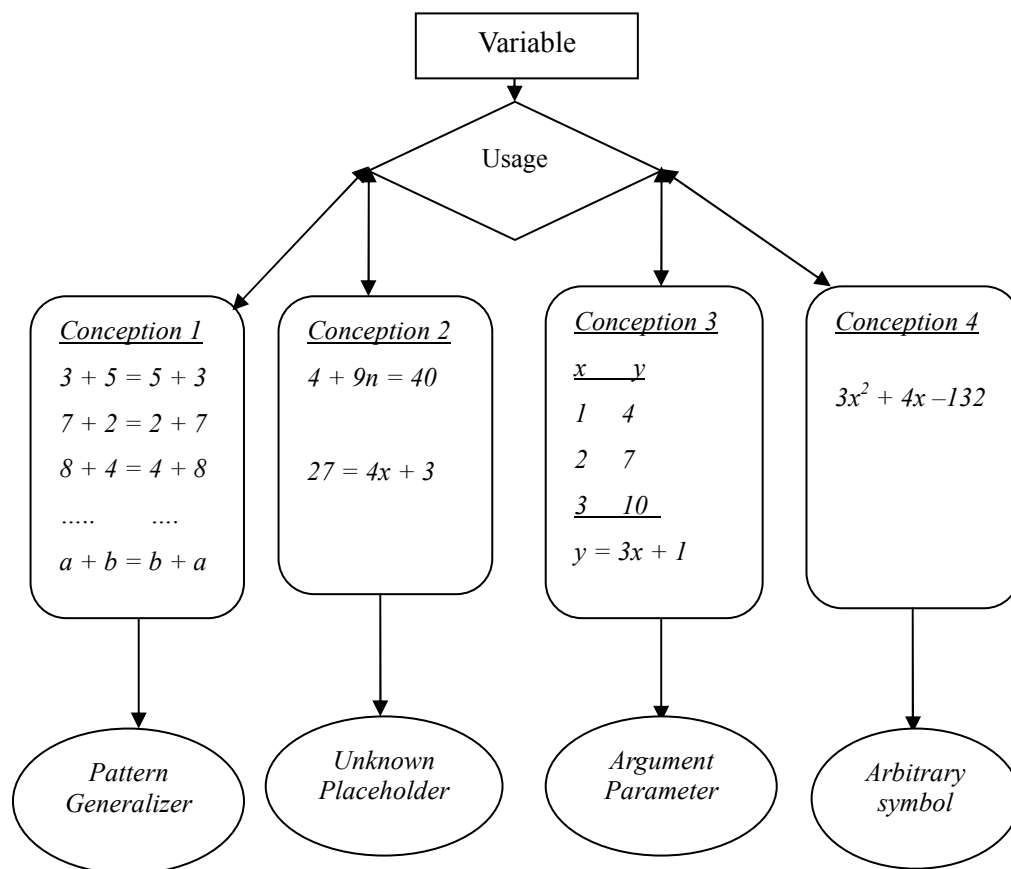 Variable
Usage
Conception 1
3 + 5 = 5 + 3
7 + 2 = 2 + 7
8 + 4 = 4 + 8
..... ....
a + b = b + a
Conception 2
4 + 9n = 40
27 = 4x + 3
Conception 3
x y
1 4
2 7
3 10
y = 3x + 1
Conception 4
3x² + 4x –132
Pattern
Generalizer
Unknown
Placeholder
Argument
Parameter
Arbitrary
symbol